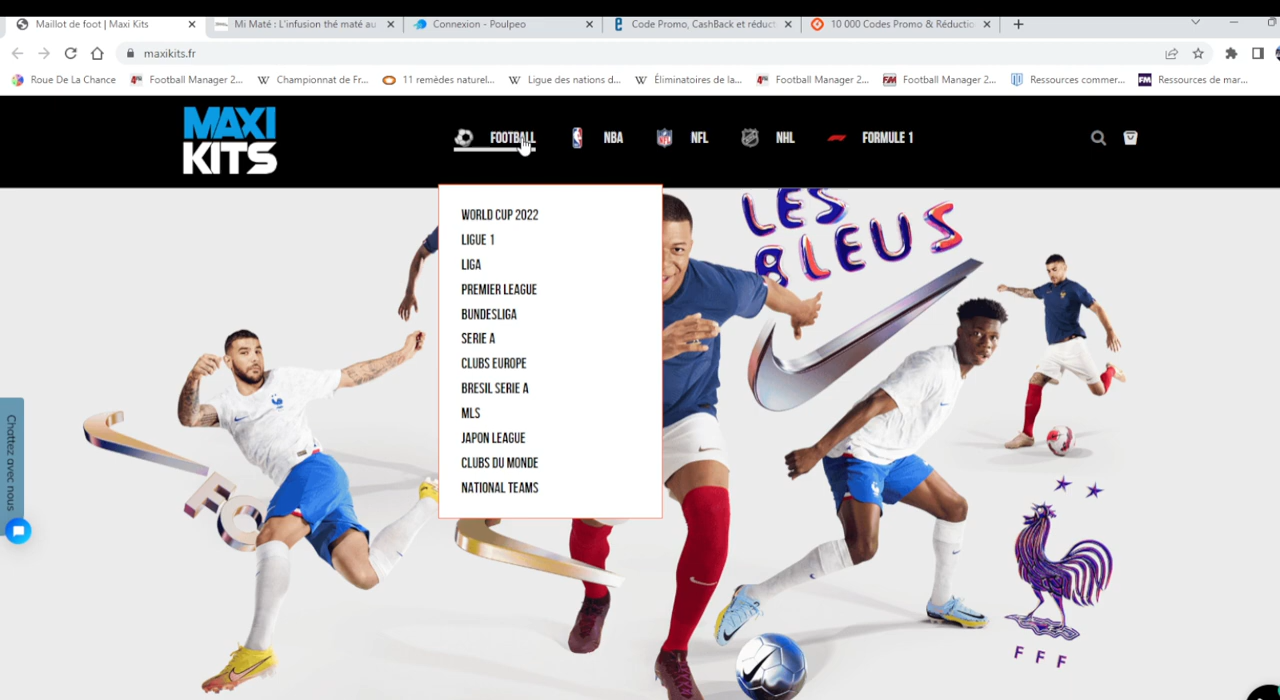 Maillot de foot | Maxi Kits
Mi Maté : L'infusion thé maté au
Connexion - Poulpeo
Code Promo, CashBack et réduct
10 000 Codes Promo & Réductio
maxikits.fr
Roue De La Chance
Football Manager 2...
Championnat de Fr...
11 remèdes naturel...
Ligue des nations d...
Éliminatoires de la...
Football Manager 2...
Football Manager 2...
Ressources commer...
Ressources de mar...
MAXI
KITS
FOOTBALL
NBA
NFL
NHL
FORMULE 1
WORLD CUP 2022
LIGUE 1
LIGA
PREMIER LEAGUE
BUNDESLIGA
SERIE A
CLUBS EUROPE
BRESIL SERIE A
MLS
JAPON LEAGUE
CLUBS DU MONDE
NATIONAL TEAMS
LES
BLEUS
Chattez avec nous
FO
FFF